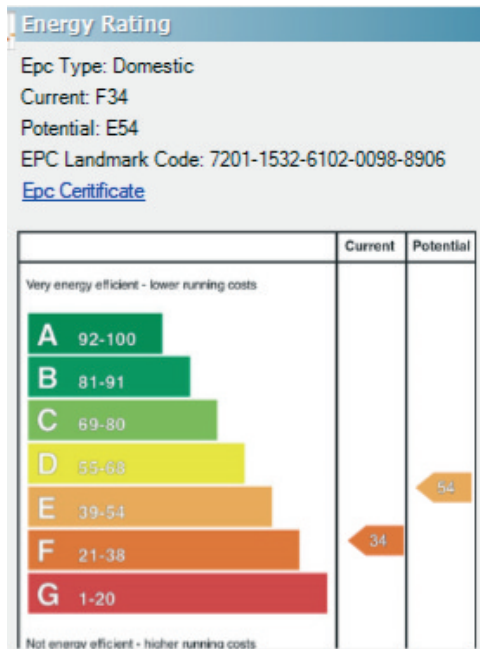 Energy Rating
Epc Type: Domestic
Current: F34
Potential: E54
EPC Landmark Code: 7201-1532-6102-0098-8906
Epc Ceritificate
Current Potential
Very energy efficient - lower running costs
A 92-100
B 81-91
C 69-80
D 55-68
54
E 39-54
F 21-38 34
G 1-20
Not energy efficient - higher running costs